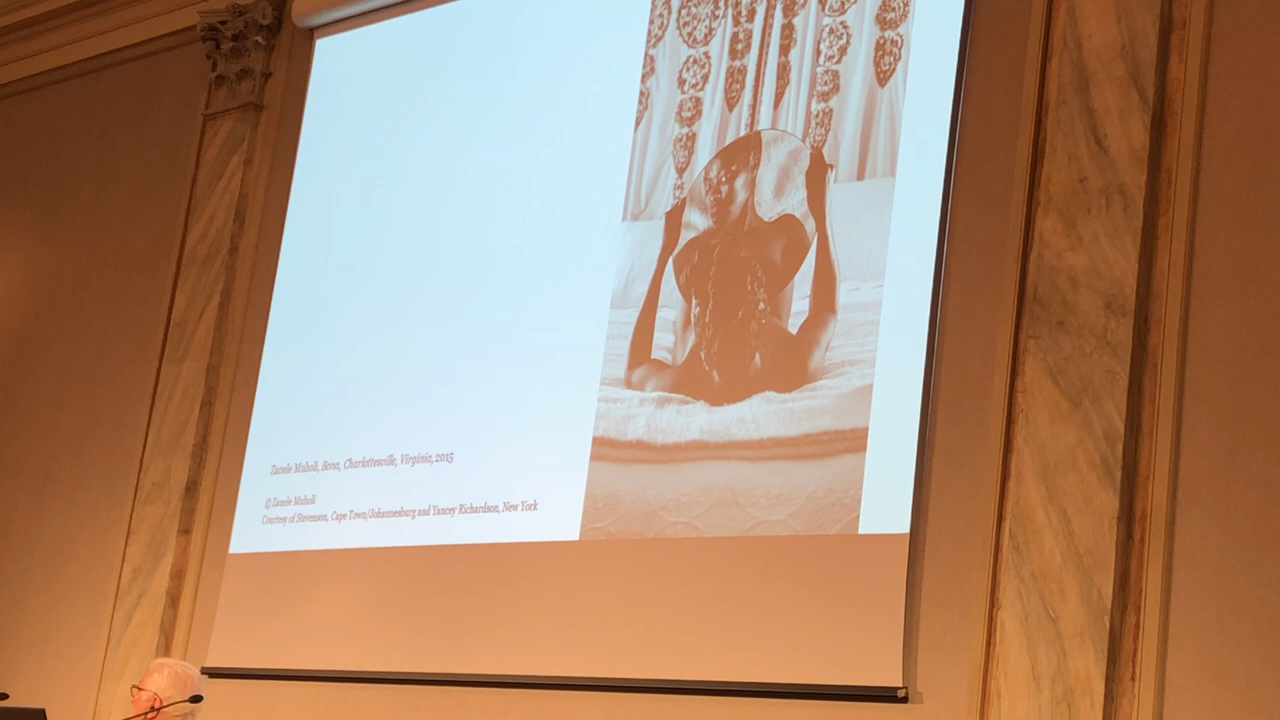 Zanele Muholi, Bona, Charlottesville, Virginia, 2015
© Zanele Muholi
Courtesy of Stevenson, Cape Town/Johannesburg and Yancey Richardson, New York